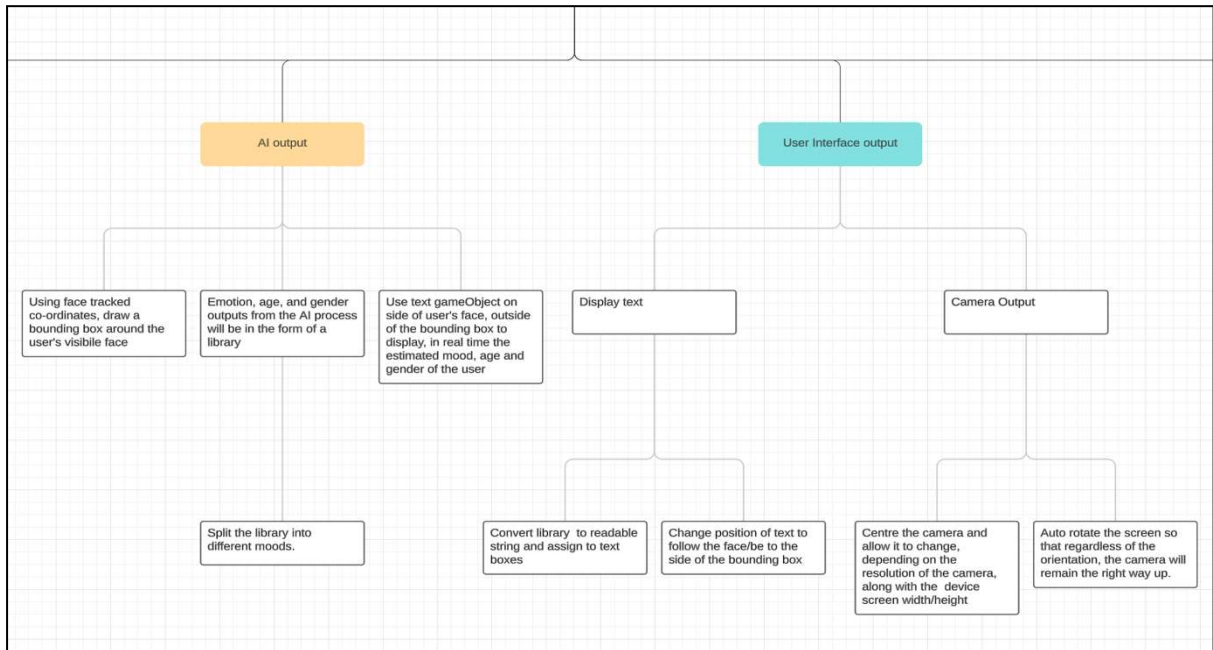 AI output
User Interface output
Using face tracked
co-ordinates, draw a
bounding box around the
user's visibile face
Emotion, age, and gender
outputs from the AI process
will be in the form of a
library
Use text gameObject on
side of user's face, outside
of the bounding box to
display, in real time the
estimated mood, age and
gender of the user
Display text
Camera Output
Split the library into
different moods.
Convert library to readable
string and assign to text
boxes
Change position of text to
follow the face/be to the
side of the bounding box
Centre the camera and
allow it to change,
depending on the
resolution of the camera,
along with the device
screen width/height
Auto rotate the screen so
that regardless of the
orientation, the camera will
remain the right way up.